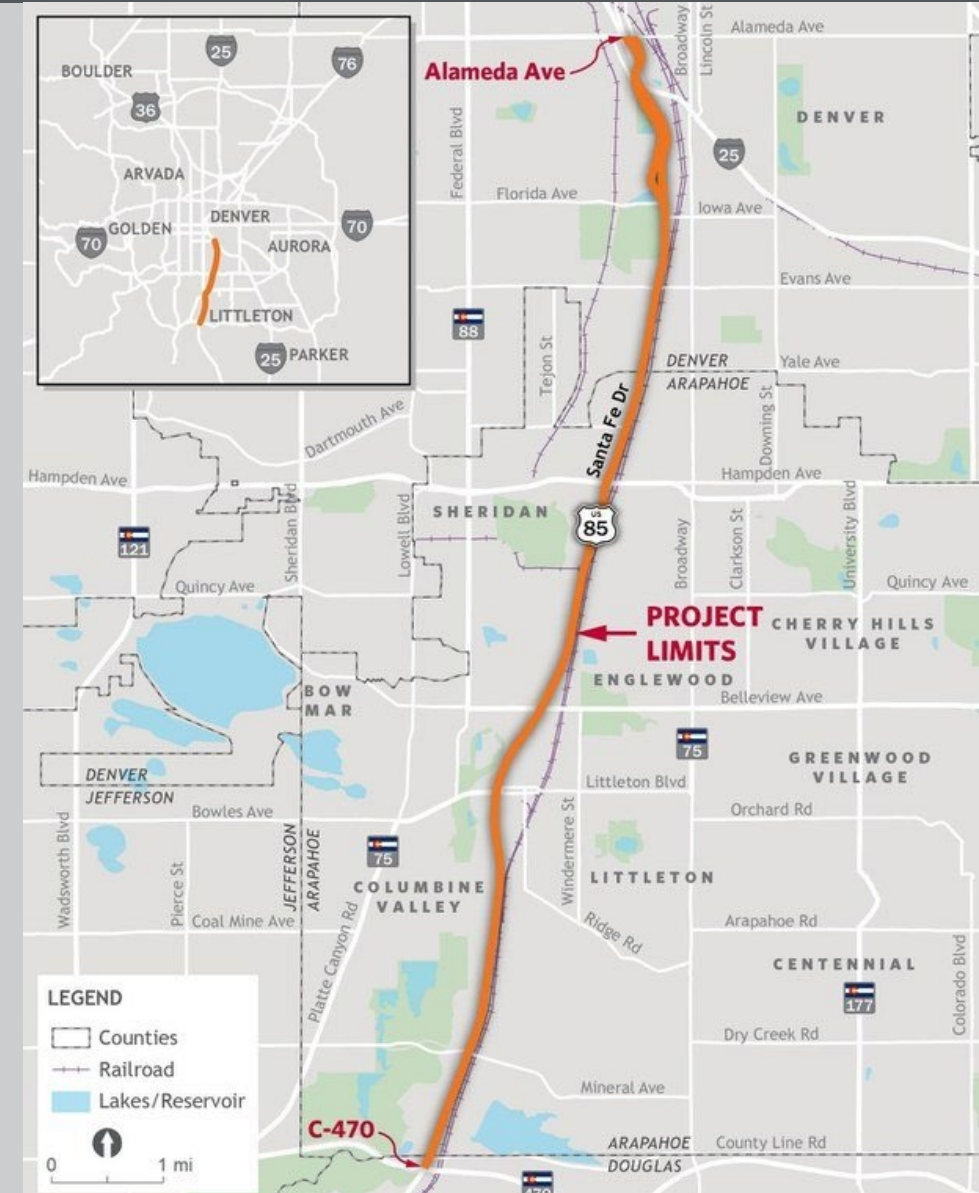 25
76
BOULDER
36
ARVADA
DENVER
GOLDEN
70
70
AURORA
LITTLETON
25
PARKER
Alameda Ave
Broadway
Lincoln St
Alameda Ave
DENVER
Federal Blvd
25
Florida Ave
Iowa Ave
Evans Ave
88
Tejon St
DENVER
ARAPAHOE
Yale Ave
Dartmouth Ave
Santa Fe Dr
Downing St
Hampden Ave
Hampden Ave
Sheridan Blvd
Lowell Blvd
SHERIDAN
US
85
121
Broadway
Clarkson St
University Blvd
Quincy Ave
Quincy Ave
PROJECT
LIMITS
CHERRY HILLS
VILLAGE
ENGLEWOOD
BOW
MAR
Belleview Ave
75
DENVER
JEFFERSON
GREENWOOD
VILLAGE
Littleton Blvd
Bowles Ave
Orchard Rd
Wadsworth Blvd
Pierce St
JEFFERSON
ARAPAHOE
75
Windermere St
LITTLETON
COLUMBINE
VALLEY
Coal Mine Ave
Platte Canyon Rd
Ridge Rd
Arapahoe Rd
CENTENNIAL
177
Colorado Blvd
Dry Creek Rd
Mineral Ave
LEGEND
Counties
Railroad
Lakes/Reservoir
0 1 mi
C-470
ARAPAHOE
DOUGLAS
County Line Rd